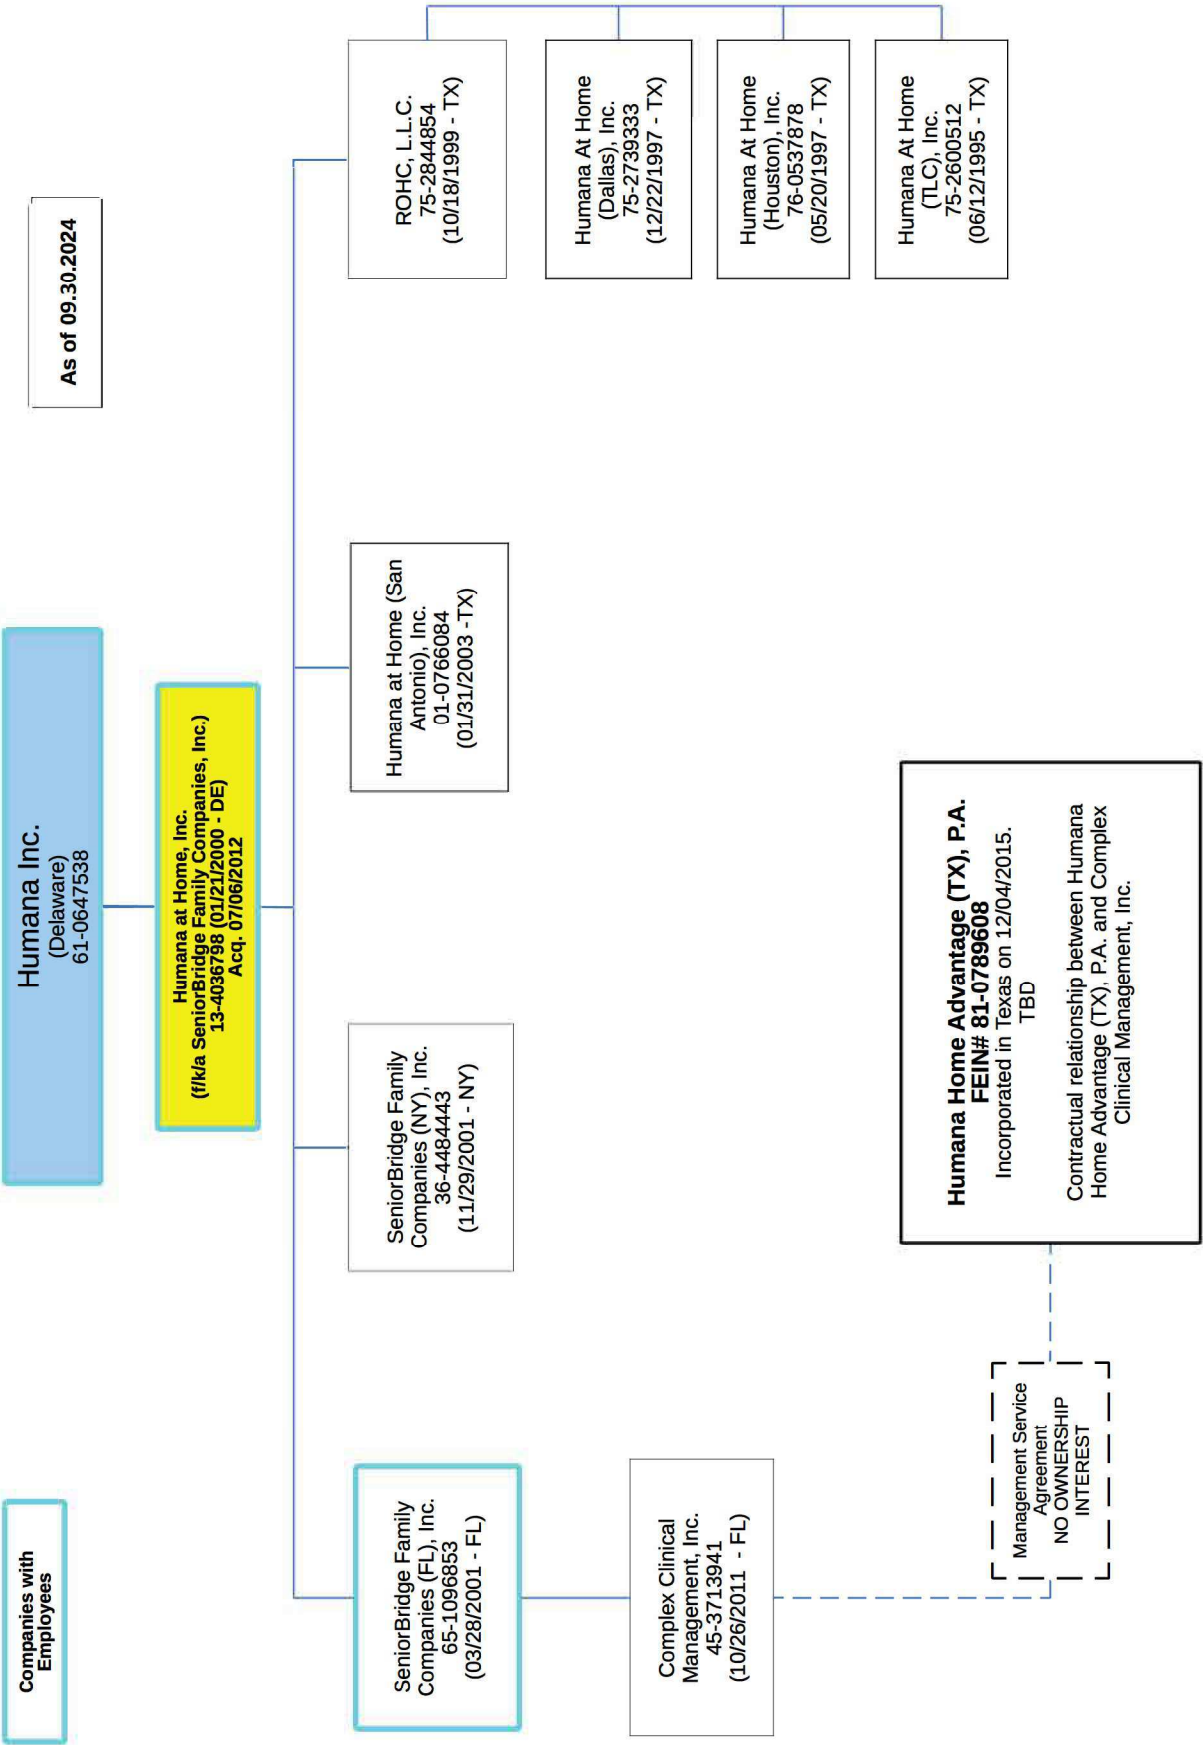 Companies with
Employees
Humana Inc.
(Delaware)
61-0647538
As of 09.30.2024
Humana at Home, Inc.
(f/k/a SeniorBridge Family Companies, Inc.)
13-4036798 (01/21/2000 - DE)
Acq. 07/06/2012
SeniorBridge Family
Companies (FL), Inc.
65-1096853
(03/28/2001 - FL)
SeniorBridge Family
Companies (NY), Inc.
36-4484443
(11/29/2001 - NY)
Humana at Home (San
Antonio), Inc.
01-0766084
(01/31/2003 -TX)
ROHC, L.L.C.
75-2844854
(10/18/1999 - TX)
Humana At Home
(Dallas), Inc.
75-2739333
(12/22/1997 - TX)
Humana At Home
(Houston), Inc.
76-0537878
(05/20/1997 - TX)
Humana At Home
(TLC), Inc.
75-2600512
(06/12/1995 - TX)
Complex Clinical
Management, Inc.
45-3713941
(10/26/2011 - FL)
Management Service
Agreement
NO OWNERSHIP
INTEREST
Humana Home Advantage (TX), P.A.
FEIN# 81-0789608
Incorporated in Texas on 12/04/2015.
TBD
Contractual relationship between Humana
Home Advantage (TX), P.A. and Complex
Clinical Management, Inc.